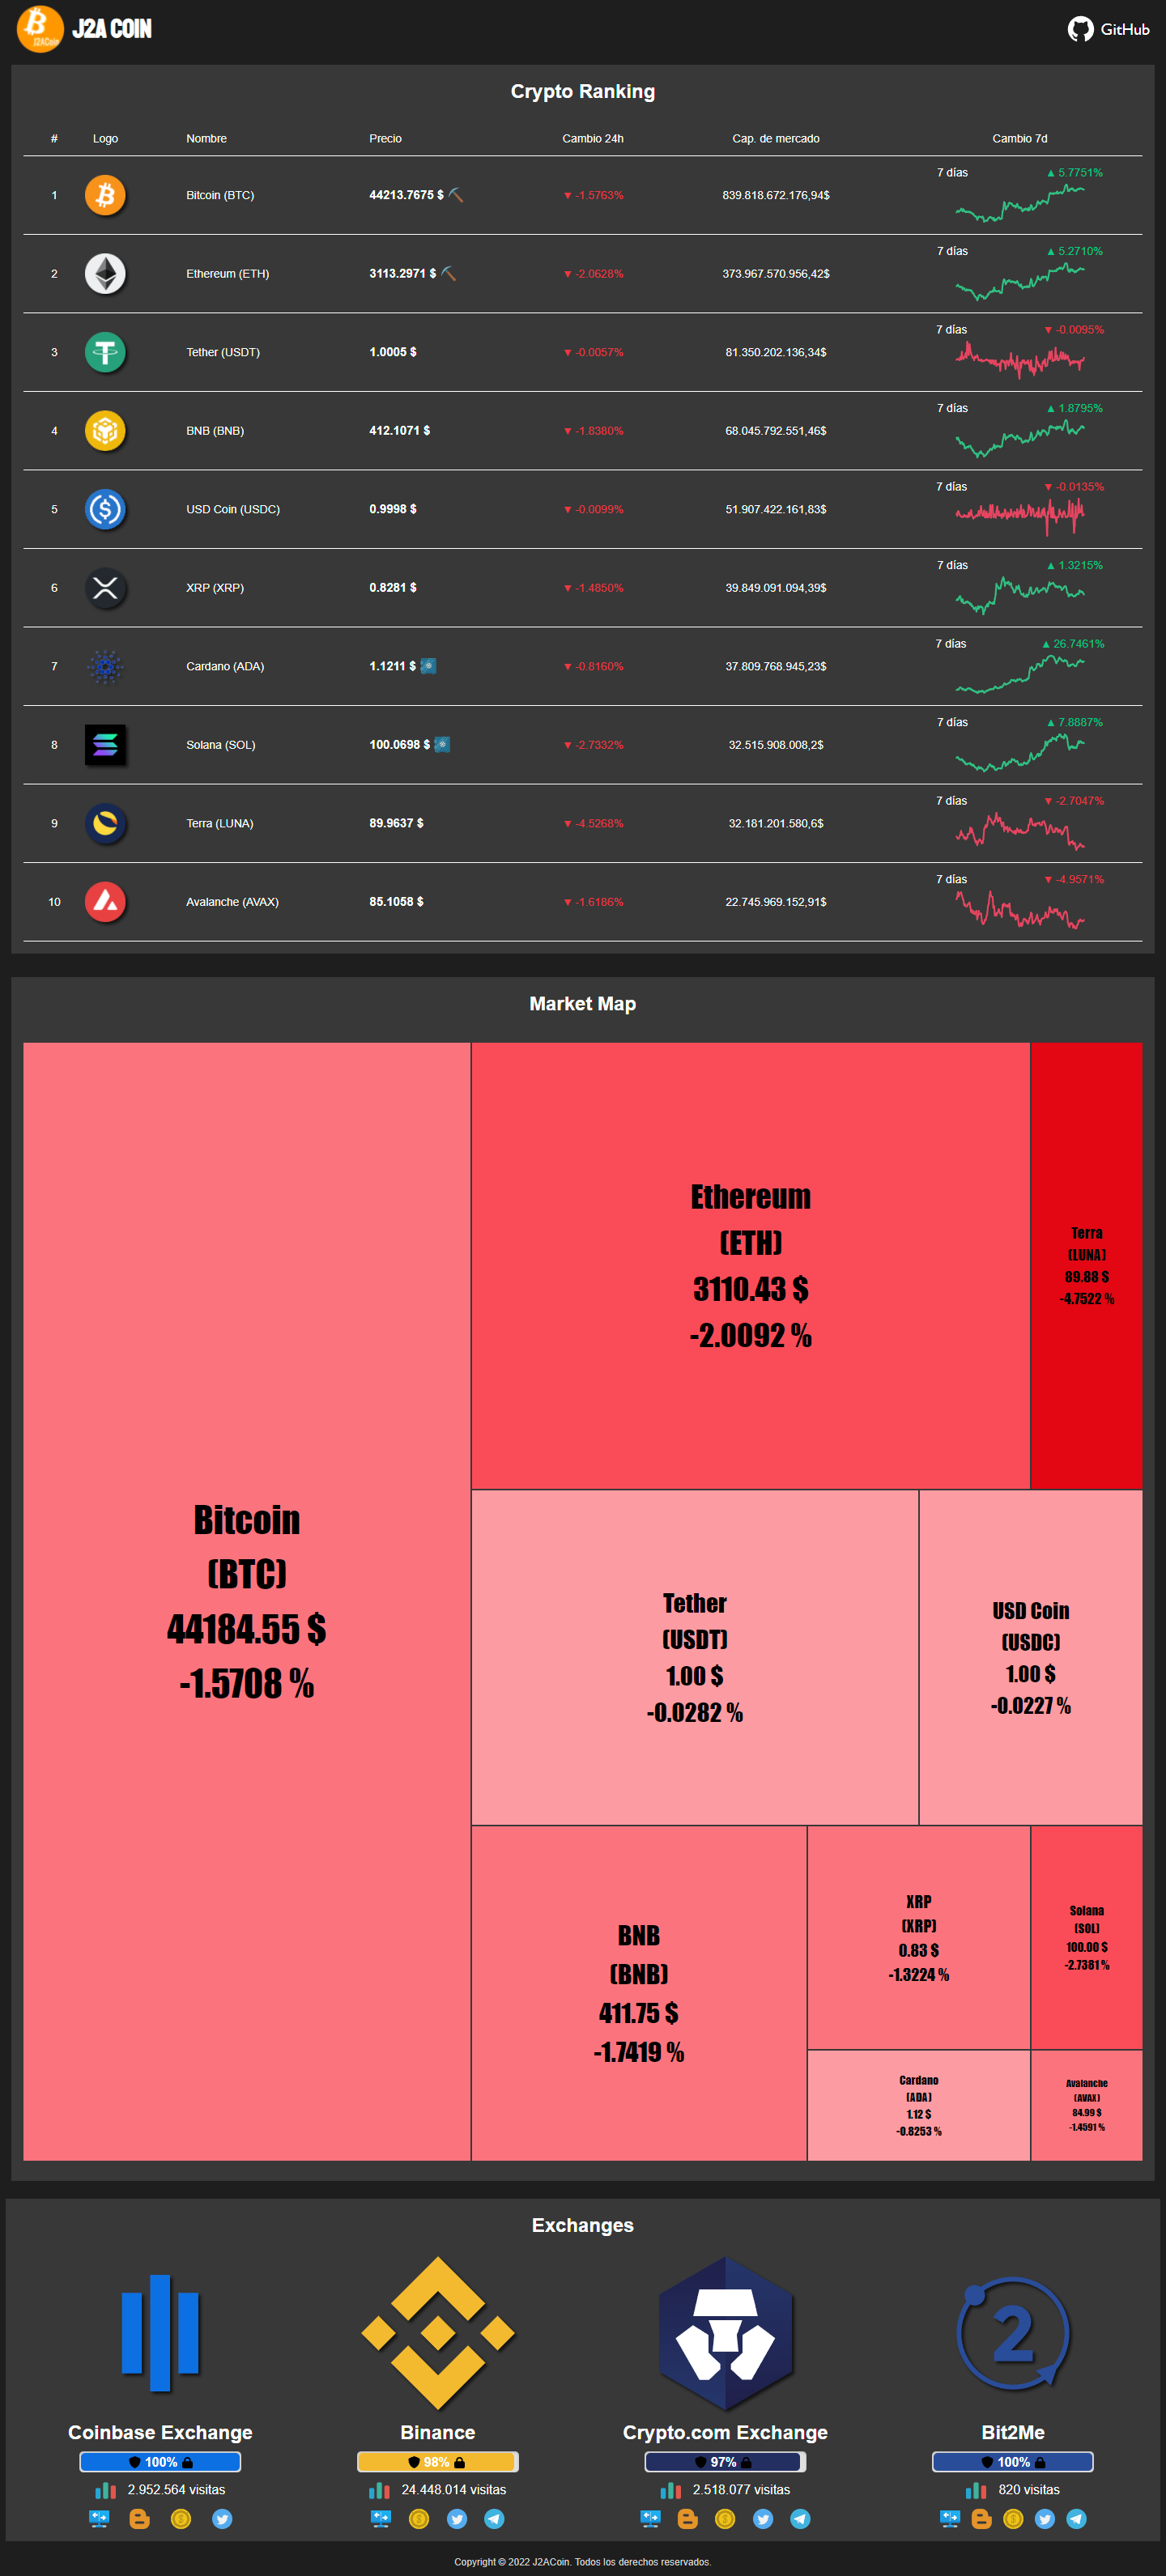 J2A COIN
GitHub
Crypto Ranking
# Logo Nombre Precio Cambio 24h Cap. de mercado Cambio 7d
7 días ▲ 5.7751%
1 Bitcoin (BTC) 44213.7675 $ ▼ -1.5763% 839.818.672.176,94$
7 días ▲ 5.2710%
2 Ethereum (ETH) 3113.2971 $ ▼ -2.0628% 373.967.570.956,42$
7 días ▼ -0.0095%
3 Tether (USDT) 1.0005 $ ▼ -0.0057% 81.350.202.136,34$
7 días ▲ 1.8795%
4 BNB (BNB) 412.1071 $ ▼ -1.8380% 68.045.792.551,46$
7 días ▼ -0.0135%
5 USD Coin (USDC) 0.9998 $ ▼ -0.0099% 51.907.422.161,83$
7 días ▲ 1.3215%
6 XRP (XRP) 0.8281 $ ▼ -1.4850% 39.849.091.094,39$
7 días ▲ 26.7461%
7 Cardano (ADA) 1.1211 $ ▼ -0.8160% 37.809.768.945,23$
7 días ▲ 7.8887%
8 Solana (SOL) 100.0698 $ ▼ -2.7332% 32.515.908.008,2$
7 días ▼ -2.7047%
9 Terra (LUNA) 89.9637 $ ▼ -4.5268% 32.181.201.580,6$
7 días ▼ -4.9571%
10 Avalanche (AVAX) 85.1058 $ ▼ -1.6186% 22.745.969.152,91$
Market Map
Bitcoin
(BTC)
44184.55 $
-1.5708 %
Ethereum
(ETH)
3110.43 $
-2.0092 %
Terra
(LUNA)
89.88 $
-4.7522 %
Tether
(USDT)
1.00 $
-0.0282 %
USD Coin
(USDC)
1.00 $
-0.0227 %
BNB
(BNB)
411.75 $
-1.7419 %
XRP
(XRP)
0.83 $
-1.3224 %
Solana
(SOL)
100.00 $
-2.7381 %
Cardano
(ADA)
1.12 $
-0.8253 %
Avalanche
(AVAX)
84.99 $
-1.4591 %
Exchanges
2
Coinbase Exchange
100%
2.952.564 visitas
Binance
98%
24.448.014 visitas
Crypto.com Exchange
97%
2.518.077 visitas
Bit2Me
100%
820 visitas
Copyright © 2022 J2ACoin. Todos los derechos reservados.